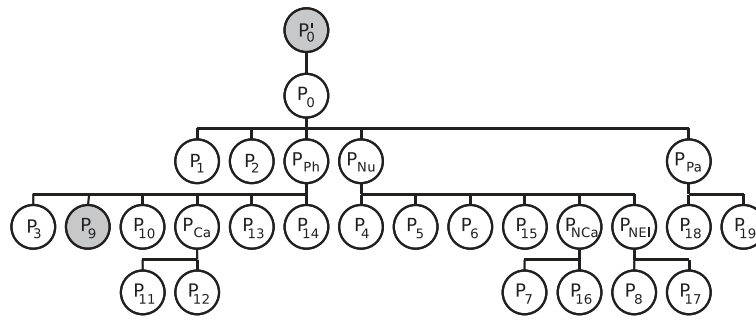 P'0
P0
P1 P2 PPh PNu PPa
P3 P9 P10 PCa P13 P14 P4 P5 P6 P15 PNCa PNEl P18 P19
P11 P12 P7 P16 P8 P17